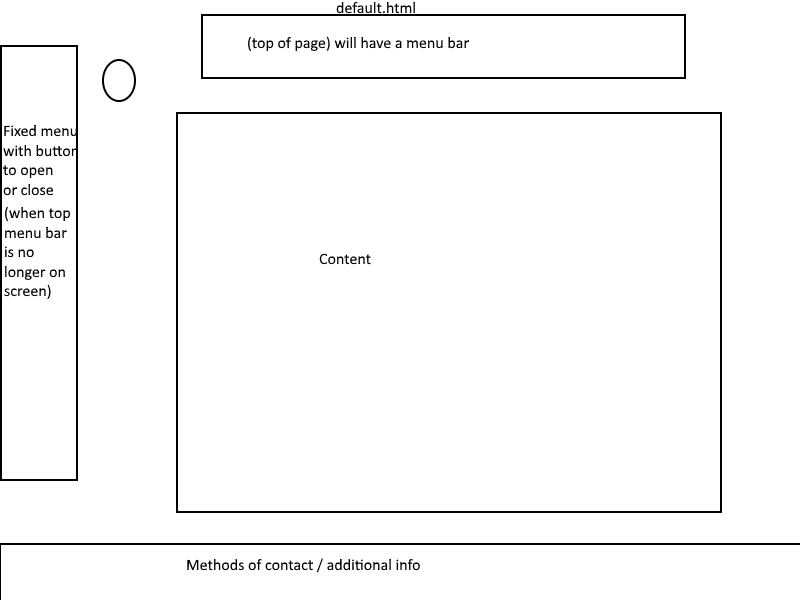 default.html
(top of page) will have a menu bar
Fixed menu
with button
to open
or close
(when top
menu bar
is no
longer on
screen)
Content
Methods of contact / additional info